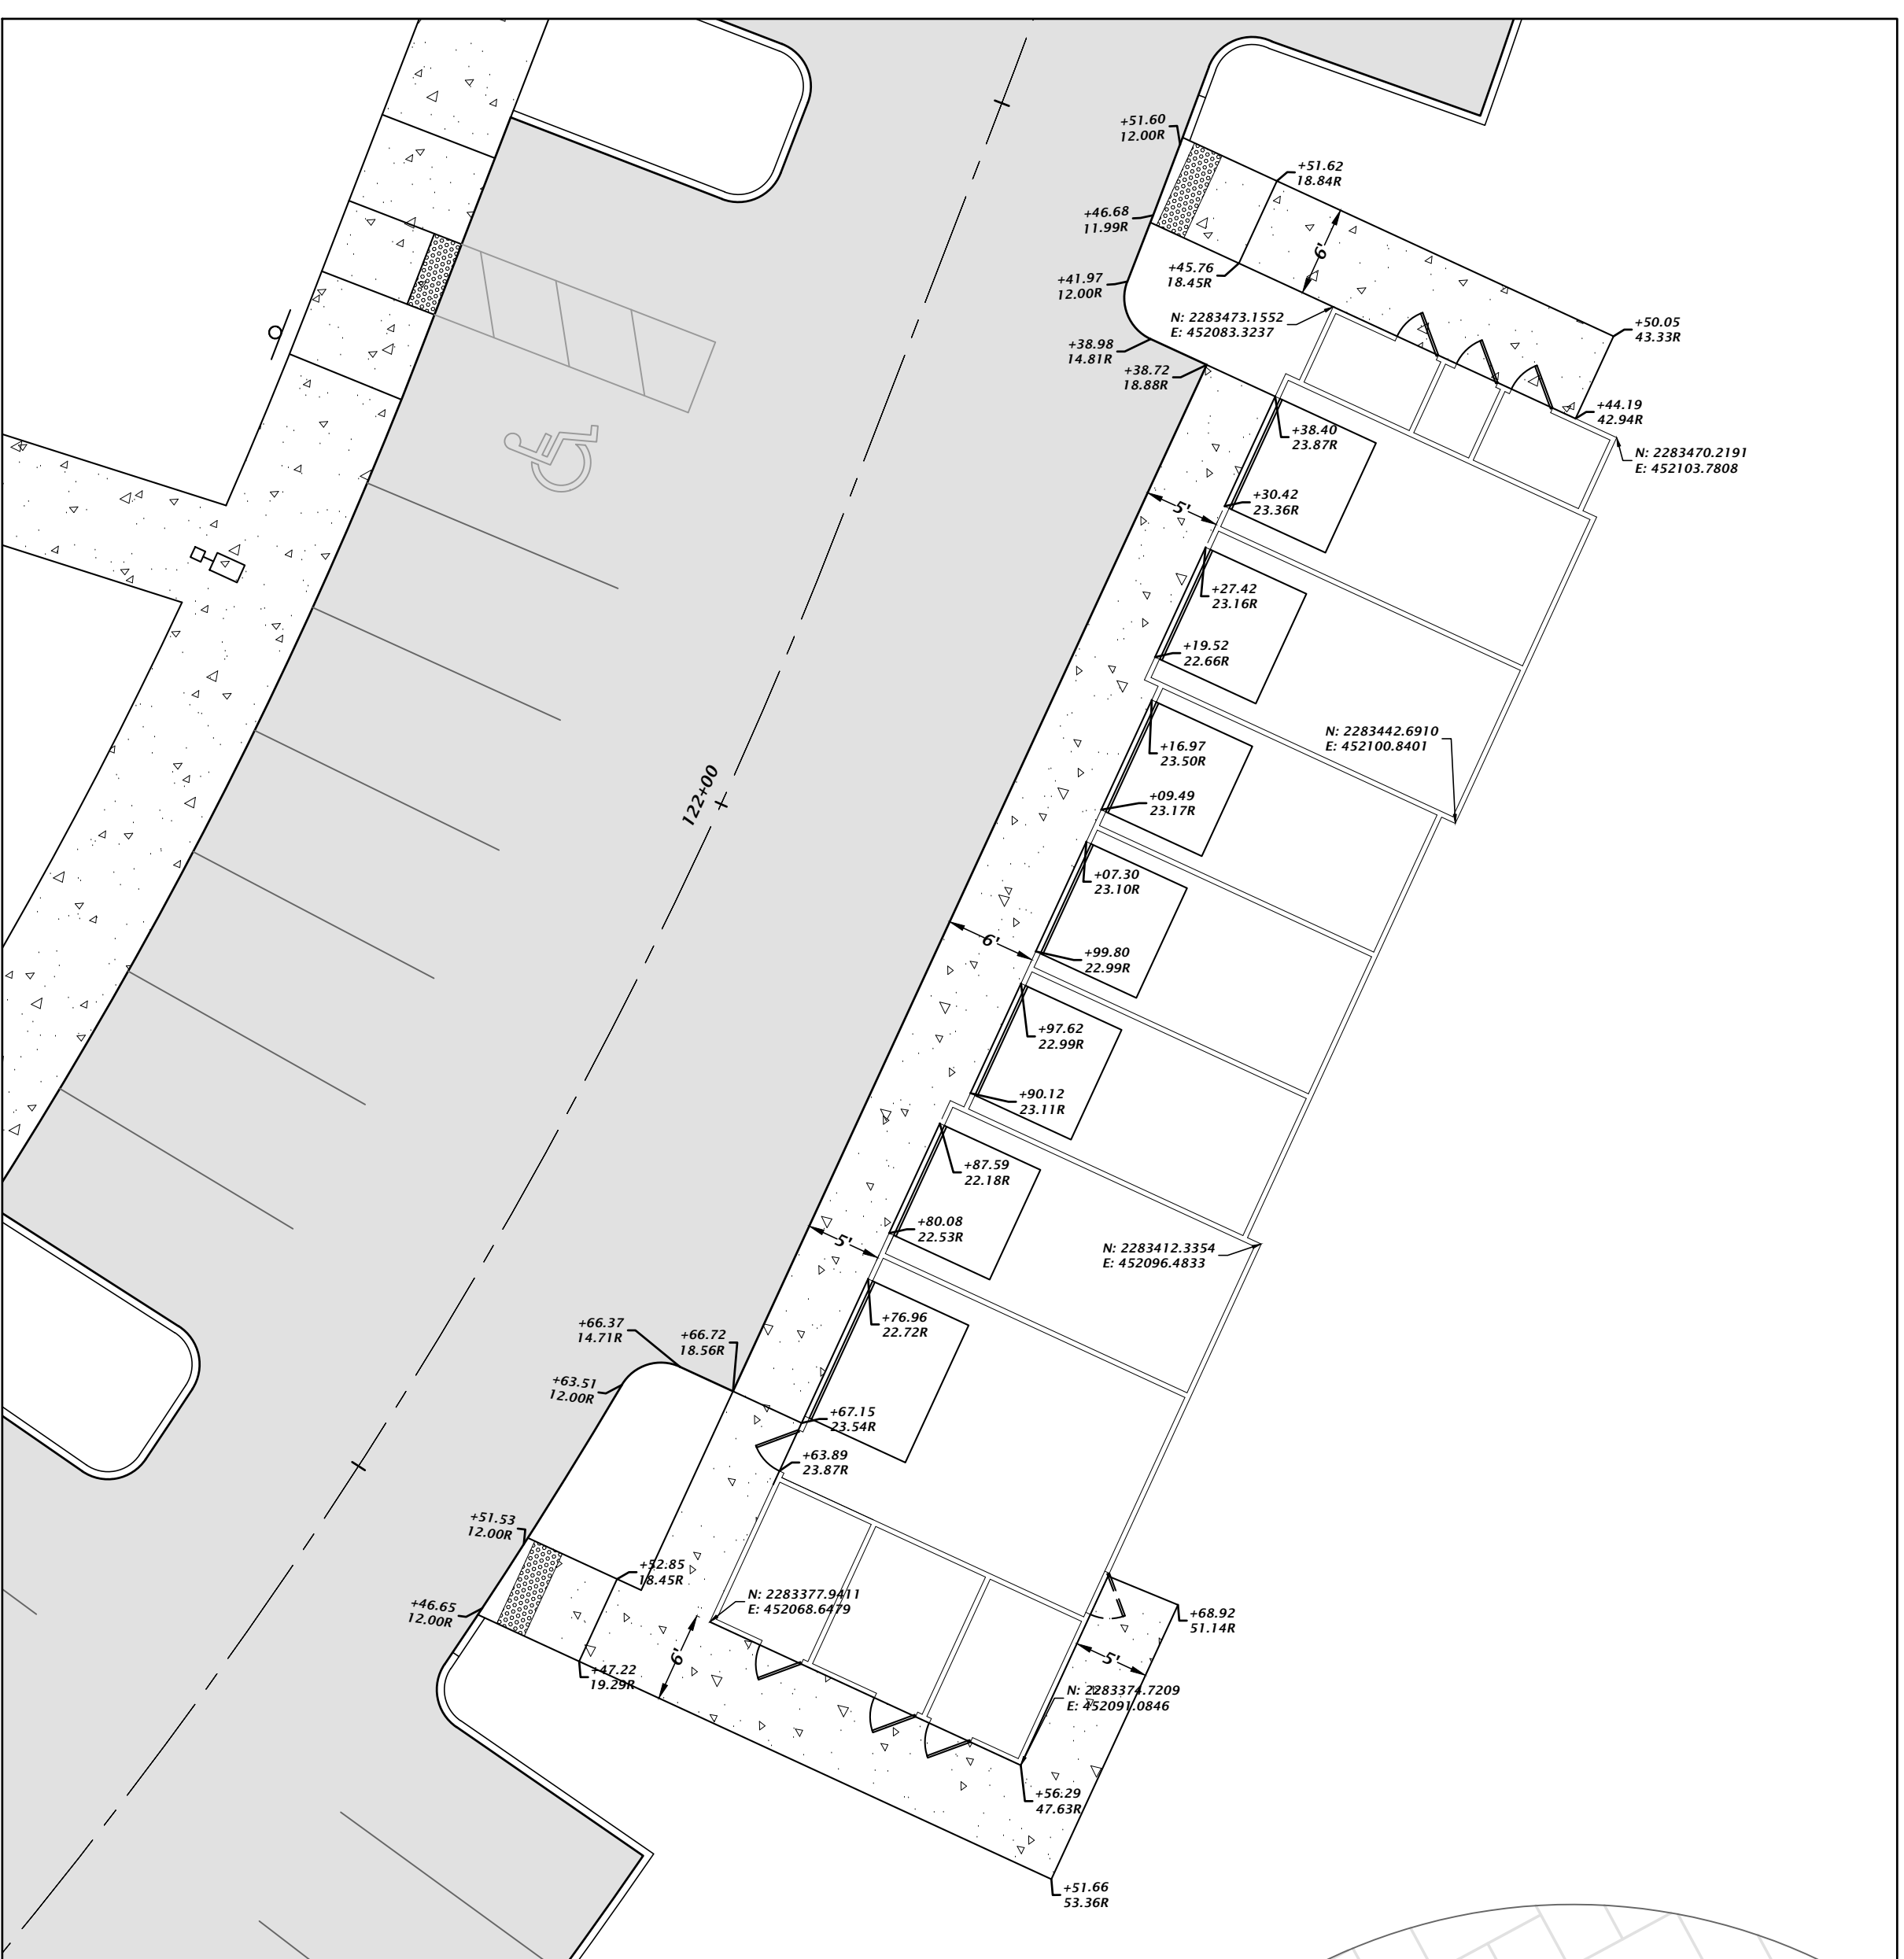 +51.60
12.00R
+51.62
18.84R
+46.68
11.99R
6'
+45.76
18.45R
+41.97
12.00R
N: 2283473.1552
E: 452083.3237
+50.05
43.33R
+38.98
14.81R
+38.72
18.88R
+44.19
42.94R
+38.40
23.87R
N: 2283470.2191
E: 452103.7808
+30.42
23.36R
5'
+27.42
23.16R
+19.52
22.66R
N: 2283442.6910
E: 452100.8401
+16.97
23.50R
122+00
+09.49
23.17R
+07.30
23.10R
6'
+99.80
22.99R
+97.62
22.99R
+90.12
23.11R
+87.59
22.18R
+80.08
22.53R
5'
N: 2283412.3354
E: 452096.4833
+66.37
14.71R
+66.72
18.56R
+76.96
22.72R
+63.51
12.00R
+67.15
23.54R
+63.89
23.87R
+51.53
12.00R
+52.85
18.45R
N: 2283377.9411
E: 452068.6479
+46.65
12.00R
+68.92
51.14R
6'
5'
+47.22
19.29R
N: 2283374.7209
E: 452091.0846
+56.29
47.63R
+51.66
53.36R